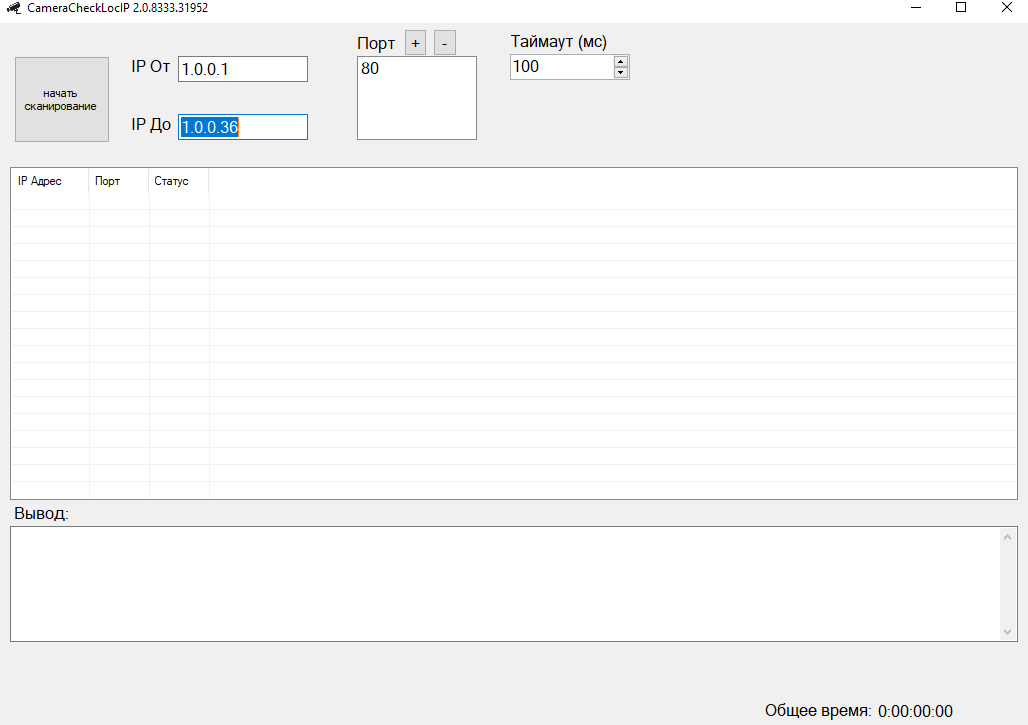 CameraCheckLocIP 2.0.8333.31952
начать
сканирование
IP От 1.0.0.1
IP До 1.0.0.36
Порт + -
80
Таймаут (мс)
100
IP Адрес Порт Статус
Вывод:
Общее время: 0:00:00:00